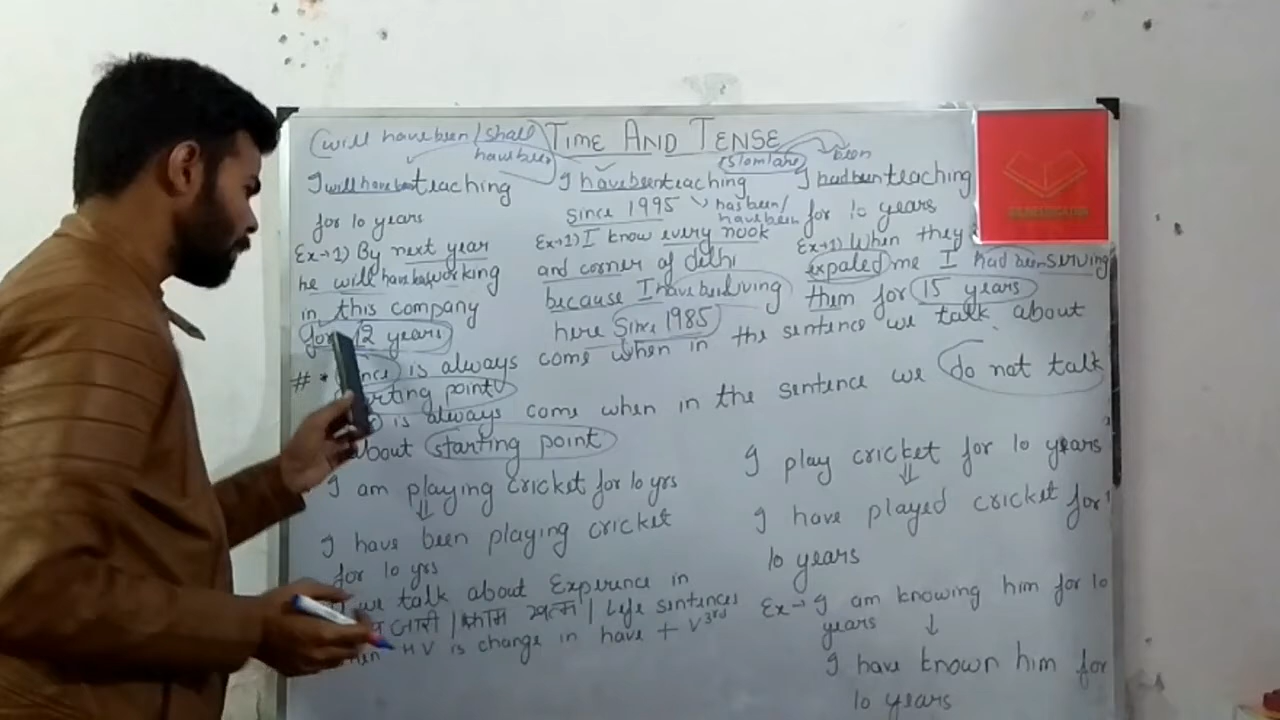 (will have been / shall have been
TIME AND TENSE
(s1om1ane) been
I will have been teaching
for 10 years
Ex→1) By next year
he will have been working
in this company
for 12 years
I have been teaching
since 1995 has been/
have been
Ex→1) I know every nook
and corner of delhi
because I have been living
here Since 1985
I had been teaching
for 10 years
Ex→1) When they
expaled me I had been serving
them for 15 years
# * is always come when in the sentence we talk about
starting point
is always come when in the sentence we do not talk
about starting point
I am playing cricket for 10 yrs
⇓
I have been playing cricket
for 10 yrs
we talk about Experince in
जारी / काम खत्म / Life sentences
HV is change in have + V3rd
I play cricket for 10 years
⇓
I have played cricket for
10 years
Ex→ I am knowing him for 10
years ↓
I have known him for
10 years